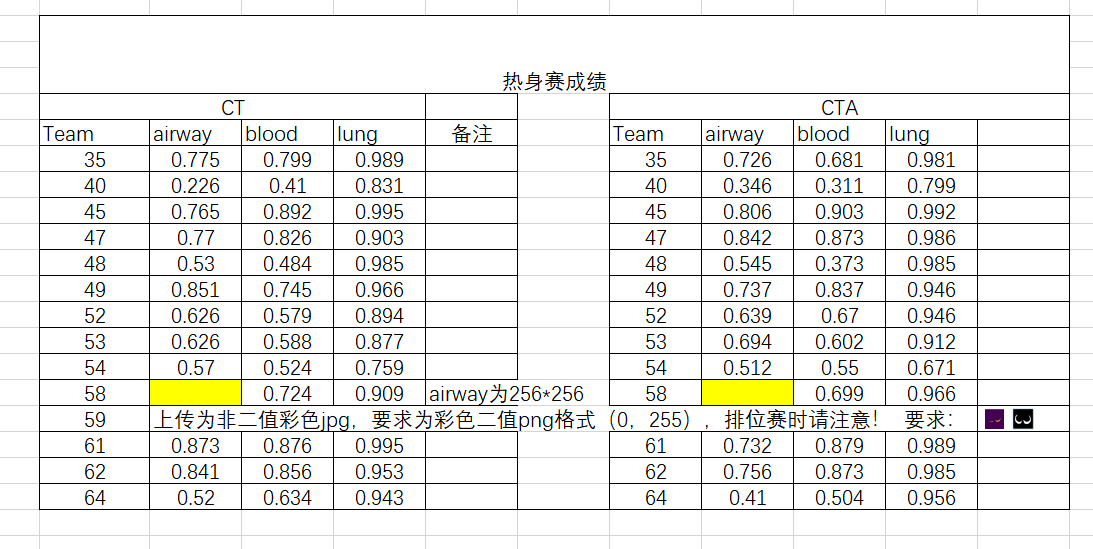 热身赛成绩
CT CTA
Team airway blood lung 备注 Team airway blood lung
35 0.775 0.799 0.989 35 0.726 0.681 0.981
40 0.226 0.41 0.831 40 0.346 0.311 0.799
45 0.765 0.892 0.995 45 0.806 0.903 0.992
47 0.77 0.826 0.903 47 0.842 0.873 0.986
48 0.53 0.484 0.985 48 0.545 0.373 0.985
49 0.851 0.745 0.966 49 0.737 0.837 0.946
52 0.626 0.579 0.894 52 0.639 0.67 0.946
53 0.626 0.588 0.877 53 0.694 0.602 0.912
54 0.57 0.524 0.759 54 0.512 0.55 0.671
58 0.724 0.909 airway为256*256 58 0.699 0.966
59 上传为非二值彩色jpg，要求为彩色二值png格式（0，255），排位赛时请注意！ 要求：
61 0.873 0.876 0.995 61 0.732 0.879 0.989
62 0.841 0.856 0.953 62 0.756 0.873 0.985
64 0.52 0.634 0.943 64 0.41 0.504 0.956